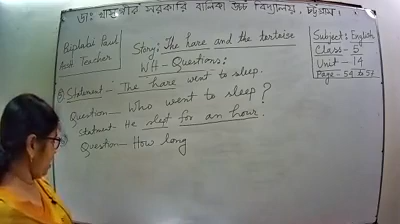 ডাঃ খাস্তগীর সরকারি বালিকা উচ্চ বিদ্যালয়, চট্টগ্রাম।
Biplabi Paul
Asst Teacher
Story: The hare and the tortoise
WH - Questions:
Subject: English
Class - 5
Unit - 14
Page - 54 to 57
Statement - The hare went to sleep.
Question - Who went to sleep?
Statment - He slept for an hour.
Question - How long